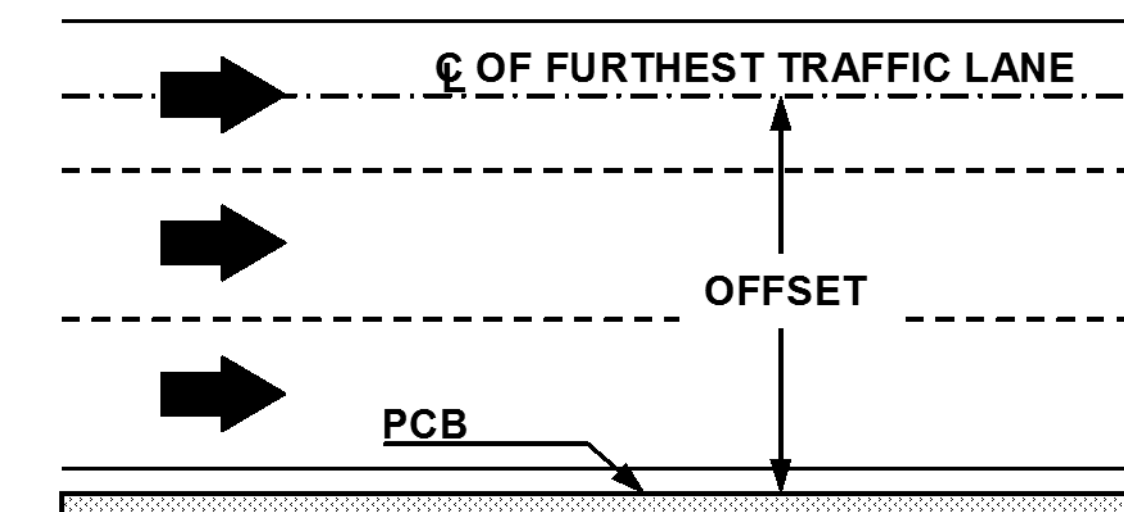 ℄ OF FURTHEST TRAFFIC LANE
OFFSET
PCB